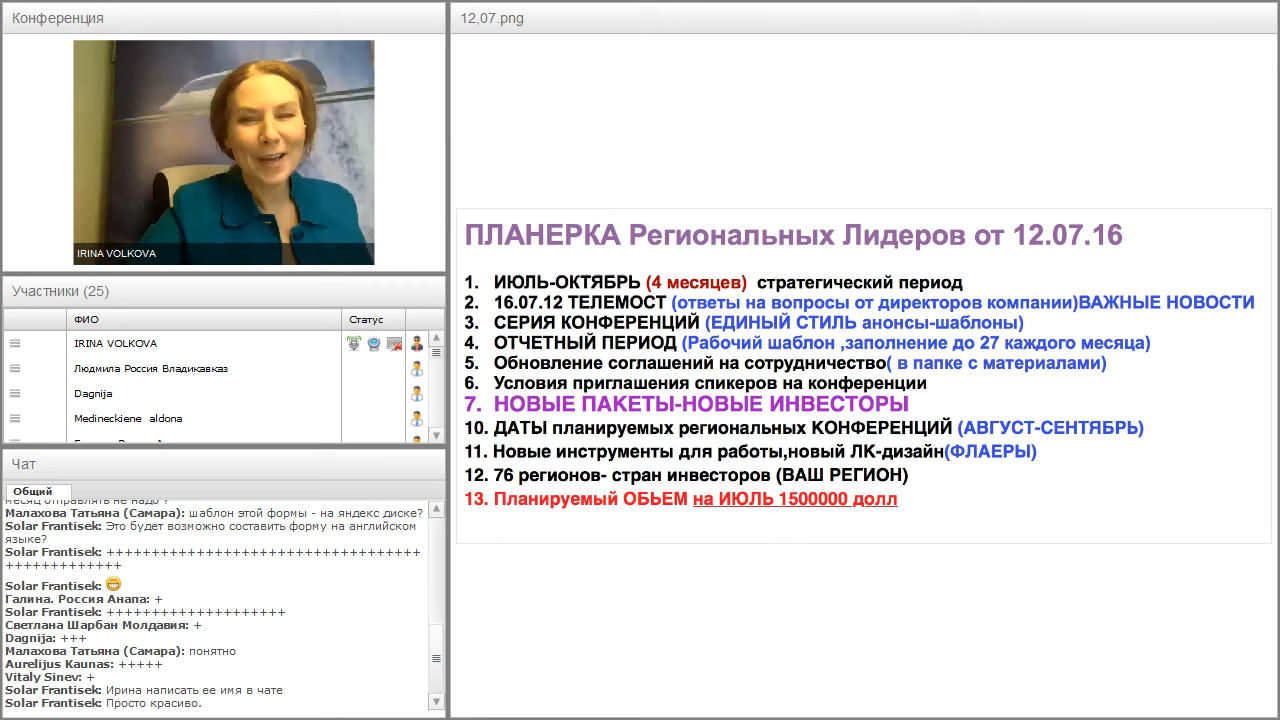 Конференция
IRINA VOLKOVA
Участники (25)
ФИО
Статус
IRINA VOLKOVA
Людмила Россия Владикавказ
Dagnija
Medineckiene aldona
Чат
Общий
месяц отправлять не надо ?
Малахова Татьяна (Самара): шаблон этой формы - на яндекс диске?
Solar Frantisek: Это будет возможно составить форму на английском
языке?
Solar Frantisek: +++++++++++++++++++++++++++++++++++
+++++++++++++
Solar Frantisek:
Галина. Россия Анапа: +
Solar Frantisek: ++++++++++++++++++++
Светлана Шарбан Молдавия: +
Dagnija: +++
Малахова Татьяна (Самара): понятно
Aurelijus Kaunas: +++++
Vitaly Sinev: +
Solar Frantisek: Ирина написать ее имя в чате
Solar Frantisek: Просто красиво.
12,07.png
ПЛАНЕРКА Региональных Лидеров от 12.07.16
1. ИЮЛЬ-ОКТЯБРЬ (4 месяцев) стратегический период
2. 16.07.12 ТЕЛЕМОСТ (ответы на вопросы от директоров компании)ВАЖНЫЕ НОВОСТИ
3. СЕРИЯ КОНФЕРЕНЦИЙ (ЕДИНЫЙ СТИЛЬ анонсы-шаблоны)
4. ОТЧЕТНЫЙ ПЕРИОД (Рабочий шаблон ,заполнение до 27 каждого месяца)
5. Обновление соглашений на сотрудничество( в папке с материалами)
6. Условия приглашения спикеров на конференции
7. НОВЫЕ ПАКЕТЫ-НОВЫЕ ИНВЕСТОРЫ
10. ДАТЫ планируемых региональных КОНФЕРЕНЦИЙ (АВГУСТ-СЕНТЯБРЬ)
11. Новые инструменты для работы,новый ЛК-дизайн(ФЛАЕРЫ)
12. 76 регионов- стран инвесторов (ВАШ РЕГИОН)
13. Планируемый ОБЬЕМ на ИЮЛЬ 1500000 долл